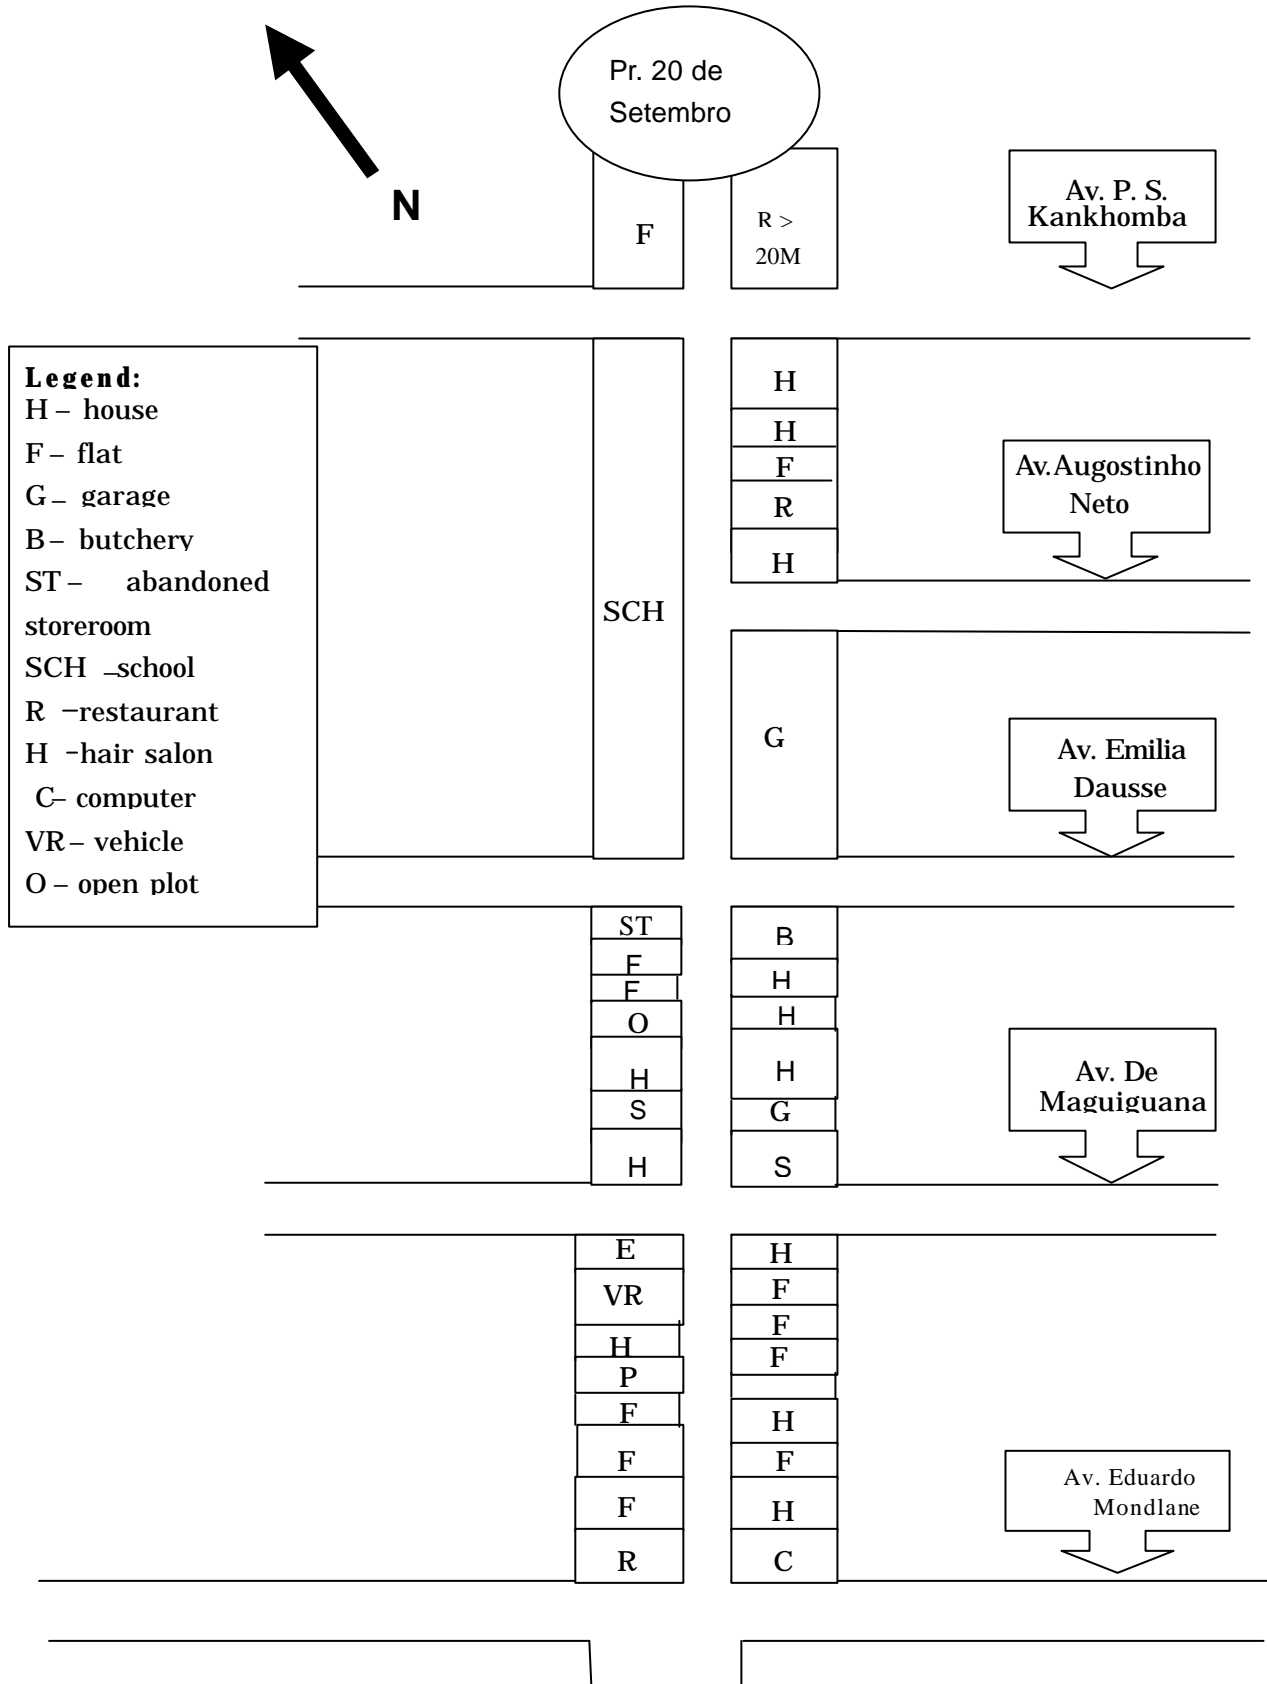 Pr. 20 de
Setembro
N
F
R >
20M
Av. P. S.
Kankhomba
Legend:
H – house
F – flat
G – garage
B – butchery
ST – abandoned
storeroom
SCH –school
R –restaurant
H -hair salon
C– computer
VR – vehicle
O – open plot
H
H
F
R
H
Av.Augostinho
Neto
SCH
G
Av. Emilia
Dausse
ST
F
F
O
H
S
H
B
H
H
H
G
S
Av. De
Maguiguana
E
VR
H
P
F
F
F
R
H
F
F
F
H
F
H
C
Av. Eduardo
Mondlane